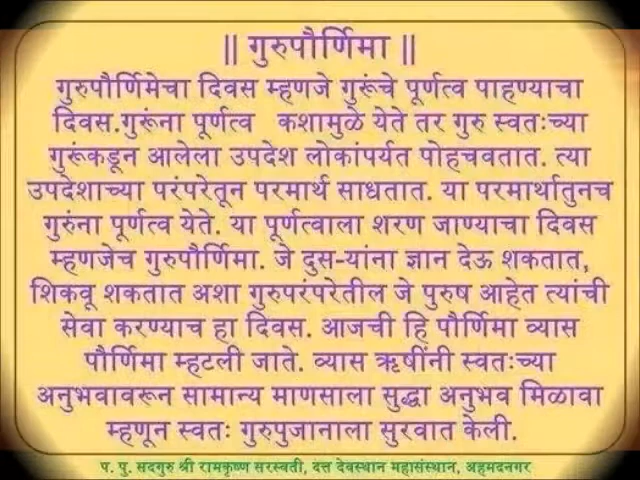 || गुरुपौर्णिमा ||
गुरुपौर्णिमेचा दिवस म्हणजे गुरूंचे पूर्णत्व पाहण्याचा
दिवस.गुरूंना पूर्णत्व कशामुळे येते तर गुरु स्वतःच्या
गुरूंकडून आलेला उपदेश लोकांपर्यत पोहचवतात. त्या
उपदेशाच्या परंपरेतून परमार्थ साधतात. या परमार्थातुनच
गुरुंना पूर्णत्व येते. या पूर्णत्वाला शरण जाण्याचा दिवस
म्हणजेच गुरुपौर्णिमा. जे दुस-यांना ज्ञान देऊ शकतात,
शिकवू शकतात अशा गुरुपरंपरेतील जे पुरुष आहेत त्यांची
सेवा करण्याच हा दिवस. आजची हि पौर्णिमा व्यास
पौर्णिमा म्हटली जाते. व्यास ऋषींनी स्वतःच्या
अनुभवावरून सामान्य माणसाला सुद्धा अनुभव मिळावा
म्हणून स्वतः गुरुपुजानाला सुरवात केली.
प. पु. सदगुरु श्री रामकृष्ण सरस्वती, दत्त देवस्थान महासंस्थान, अहमदनगर